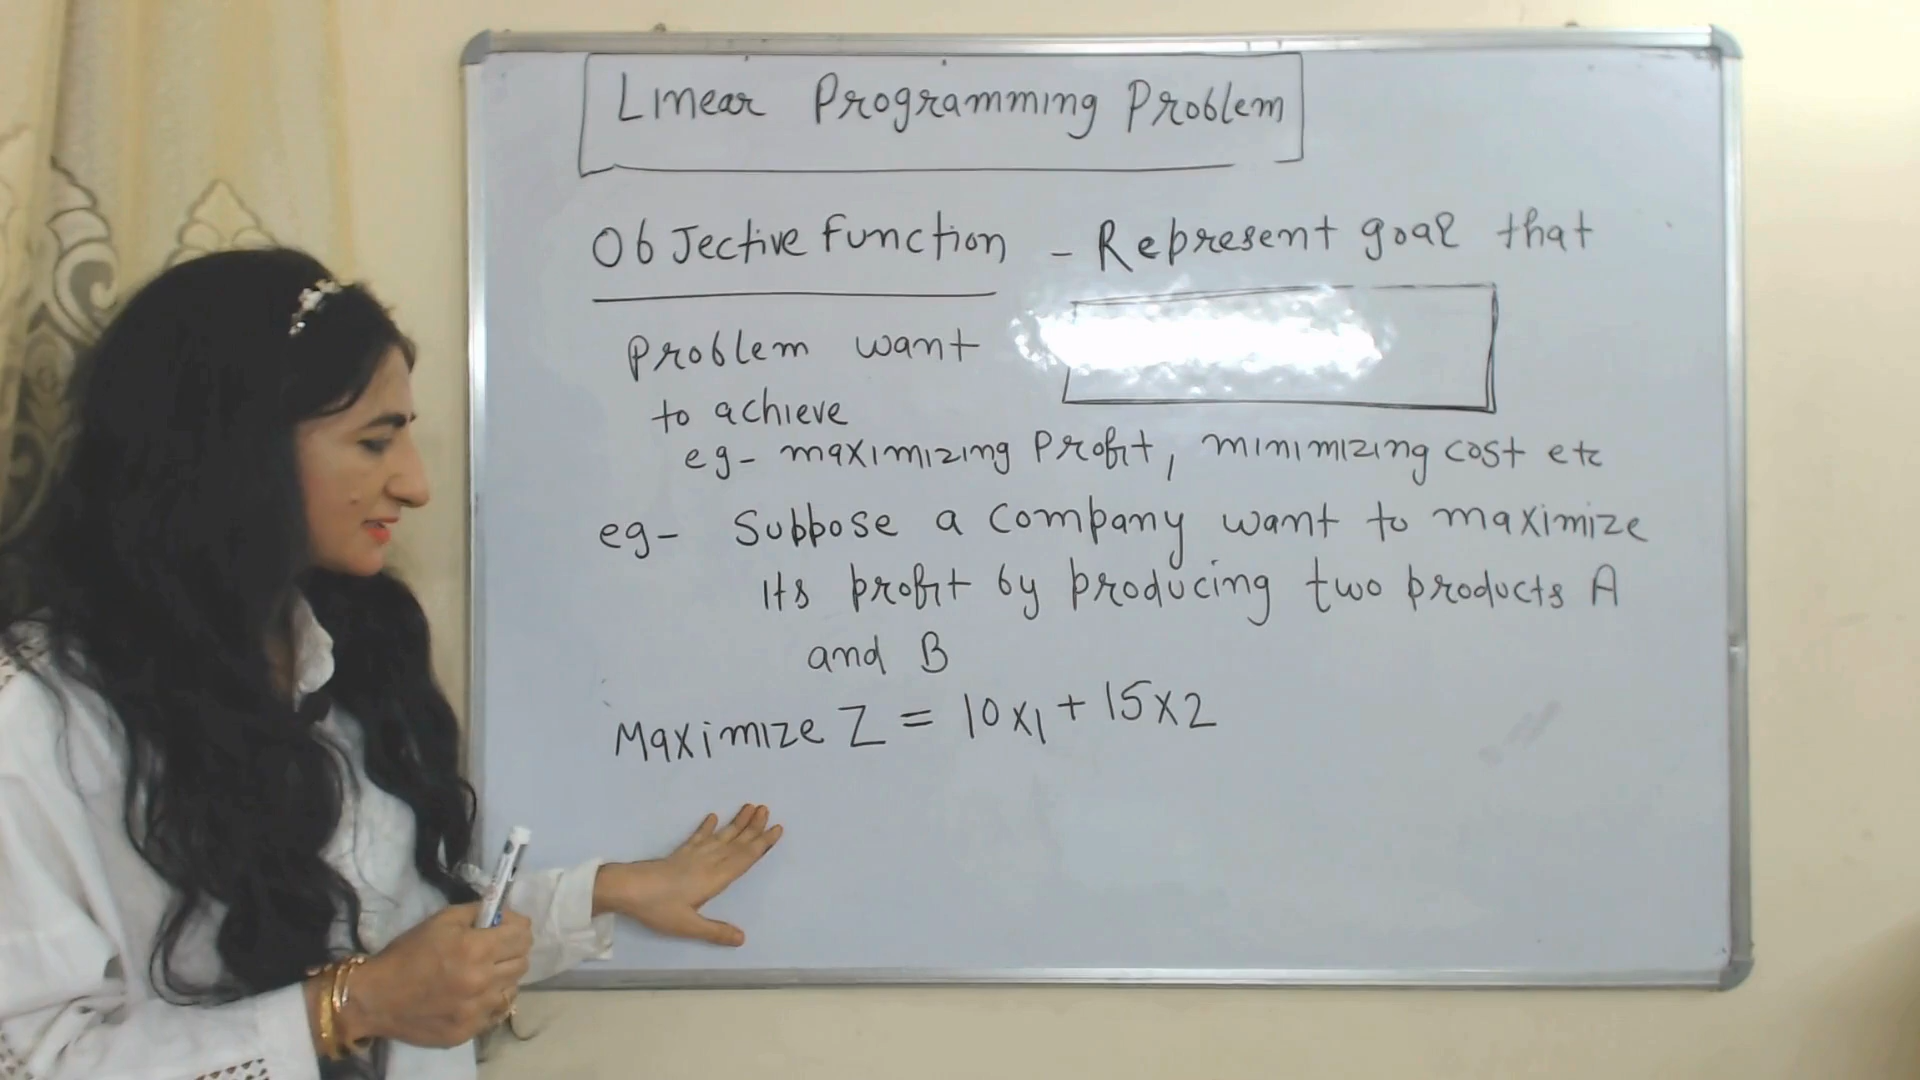 Linear Programming Problem
Objective Function - Represent goal that
Problem want
to achieve
eg- maximizing Profit, minimizing cost etc
eg- Suppose a company want to maximize
its profit by producing two products A
and B
Maximize Z = 10x1 + 15x2